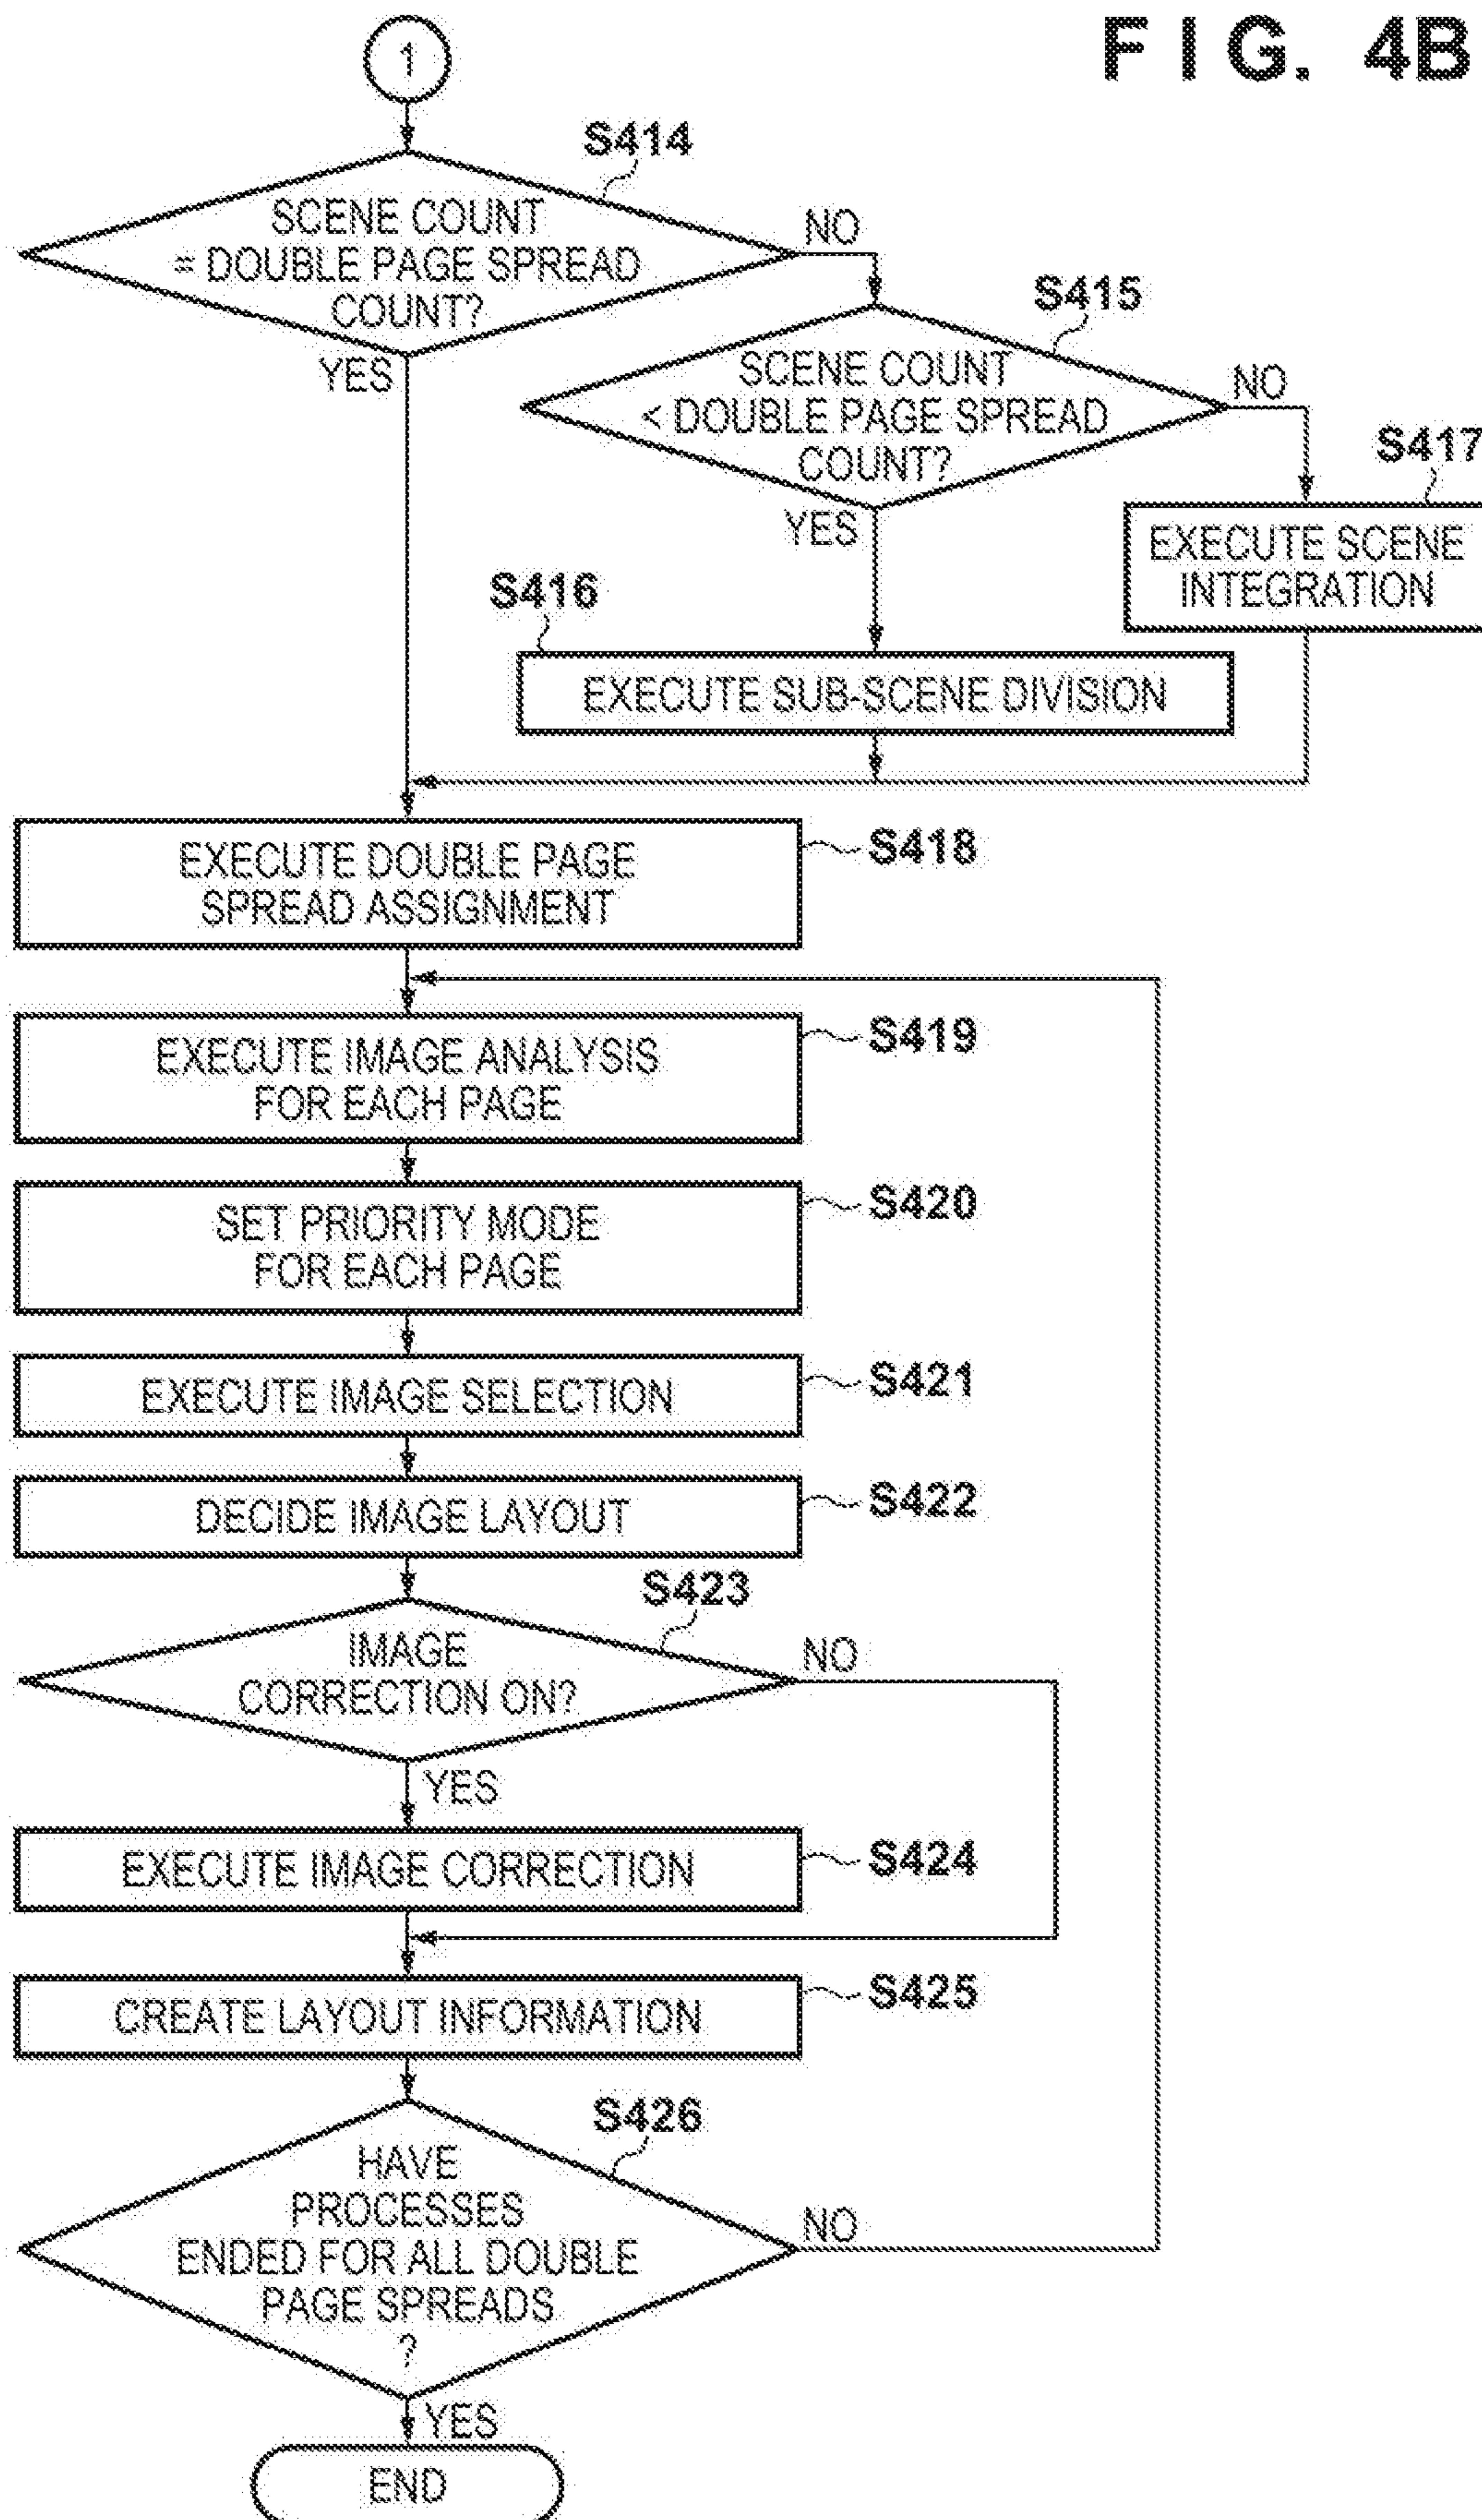 FIG. 4B
1
S414
SCENE COUNT
= DOUBLE PAGE SPREAD
COUNT?
NO
YES
S415
SCENE COUNT
< DOUBLE PAGE SPREAD
COUNT?
NO
YES
S417
EXECUTE SCENE
INTEGRATION
S416
EXECUTE SUB-SCENE DIVISION
EXECUTE DOUBLE PAGE
SPREAD ASSIGNMENT
S418
EXECUTE IMAGE ANALYSIS
FOR EACH PAGE
S419
SET PRIORITY MODE
FOR EACH PAGE
S420
EXECUTE IMAGE SELECTION
S421
DECIDE IMAGE LAYOUT
S422
S423
IMAGE
CORRECTION ON?
NO
YES
EXECUTE IMAGE CORRECTION
S424
CREATE LAYOUT INFORMATION
S425
S426
HAVE
PROCESSES
ENDED FOR ALL DOUBLE
PAGE SPREADS
?
NO
YES
END